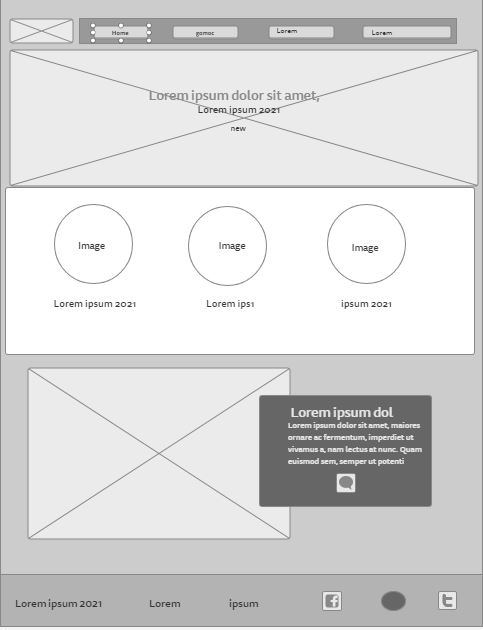 Home
gomoc
Lorem
Lorem
Lorem ipsum dolor sit amet,
Lorem ipsum 2021
new
Image
Image
Image
Lorem ipsum 2021
Lorem ips1
ipsum 2021
Lorem ipsum dol
Lorem ipsum dolor sit amet, maiores
ornare ac fermentum, imperdiet ut
vivamus a, nam lectus at nunc. Quam
euismod sem, semper ut potenti
Lorem ipsum 2021
Lorem
ipsum